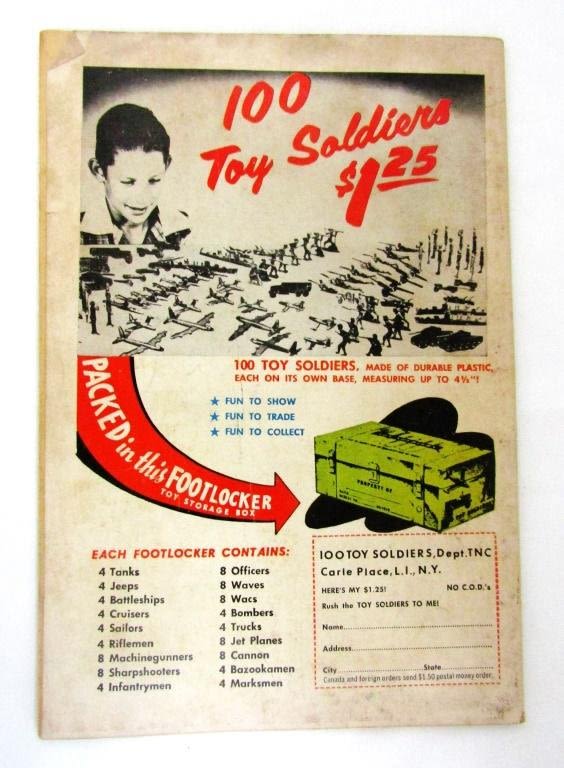 100
Toy Soldiers
$1.25
100 TOY SOLDIERS, MADE OF DURABLE PLASTIC,
EACH ON ITS OWN BASE, MEASURING UP TO 4½"!
★ FUN TO SHOW
★ FUN TO TRADE
★ FUN TO COLLECT
PACKED in this FOOTLOCKER
TOY STORAGE BOX
PROPERTY OF
EACH FOOTLOCKER CONTAINS:
4 Tanks
4 Jeeps
4 Battleships
4 Cruisers
4 Sailors
4 Riflemen
8 Machinegunners
8 Sharpshooters
4 Infantrymen
8 Officers
8 Waves
8 Wacs
4 Bombers
4 Trucks
8 Jet Planes
8 Cannon
4 Bazookamen
4 Marksmen
100 TOY SOLDIERS, Dept. TNC
Carle Place, L.I., N.Y.
HERE'S MY $1.25! NO C.O.D.'s
Rush the TOY SOLDIERS TO ME!
Name
Address
City State
Canada and foreign orders send $1.50 postal money order.